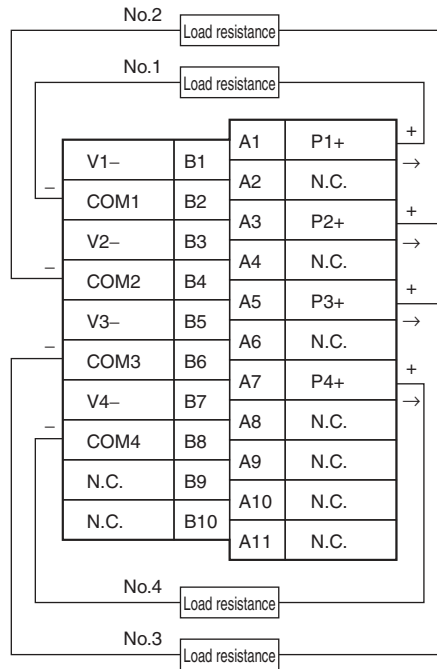 No.2
Load resistance
No.1
Load resistance
A1 P1+ +
V1− B1 →
A2 N.C.
− COM1 B2
A3 P2+ +
V2− B3 →
A4 N.C.
− COM2 B4
A5 P3+ +
V3− B5 →
A6 N.C.
− COM3 B6
A7 P4+ +
V4− B7 →
A8 N.C.
− COM4 B8
A9 N.C.
N.C. B9
A10 N.C.
N.C. B10
A11 N.C.
No.4
Load resistance
No.3
Load resistance